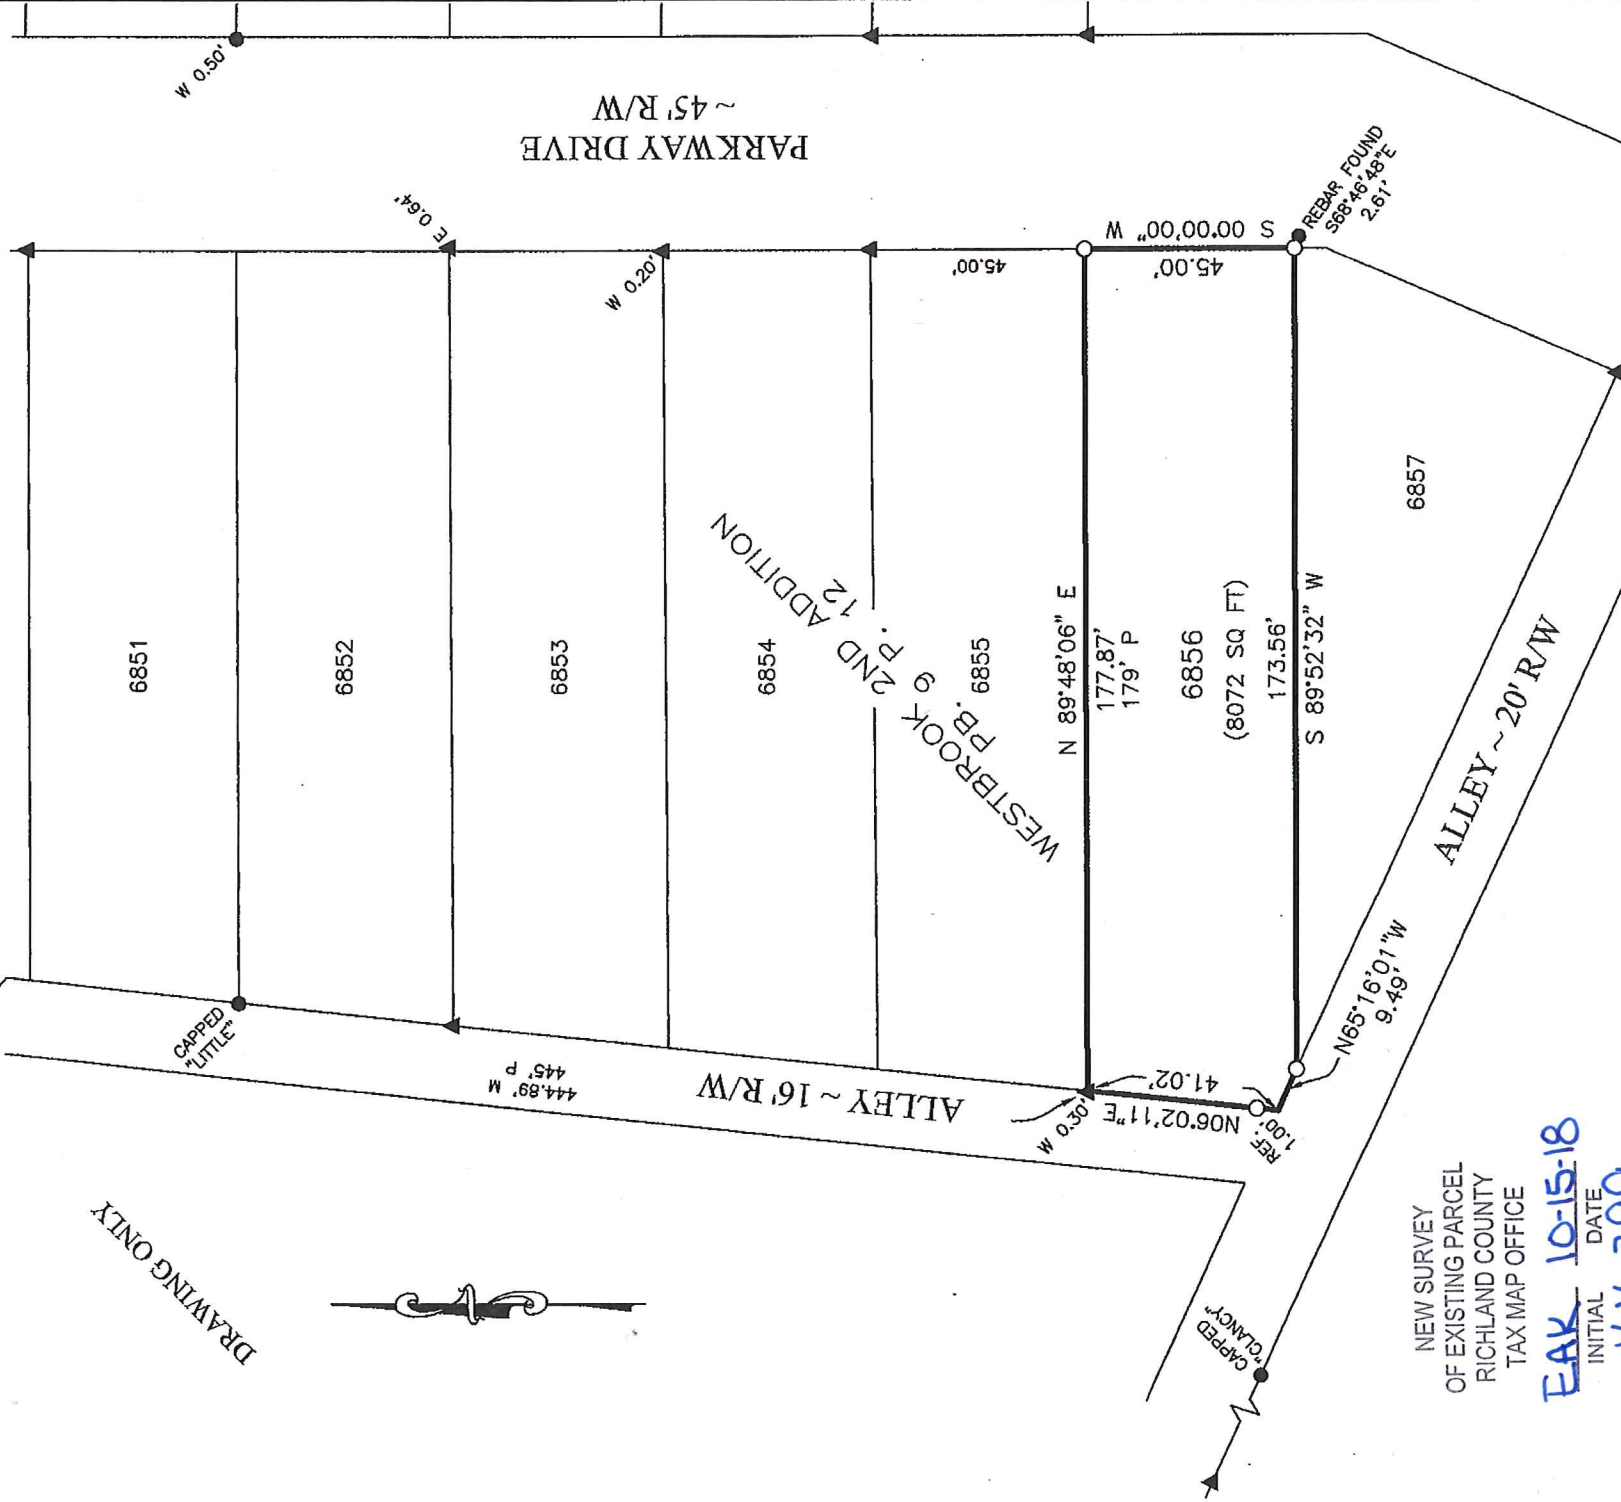 W 0.50'
PARKWAY DRIVE
~ 45' R/W
E 0.64'
W 0.20'
45.00'
S 00°00'00" W
45.00'
REBAR FOUND
S68°46'48"E
2.61'
6851
6852
6853
6854
WESTBROOK 2ND ADDITION
PB. 9 P. 12
6855
N 89°48'06" E
177.87'
179' P
6856
(8072 SQ FT)
173.56'
S 89°52'32" W
6857
ALLEY ~ 20' R/W
CAPPED
"LITTLE"
444.89' M
445' P
ALLEY ~ 16' R/W
W 0.30'
41.02'
N06°02'11"E
REF.
1.00'
N65°16'01"W
9.49'
DRAWING ONLY
CAPPED
"CLANCY"
NEW SURVEY
OF EXISTING PARCEL
RICHLAND COUNTY
TAX MAP OFFICE
EAK 10-15-18
INITIAL DATE